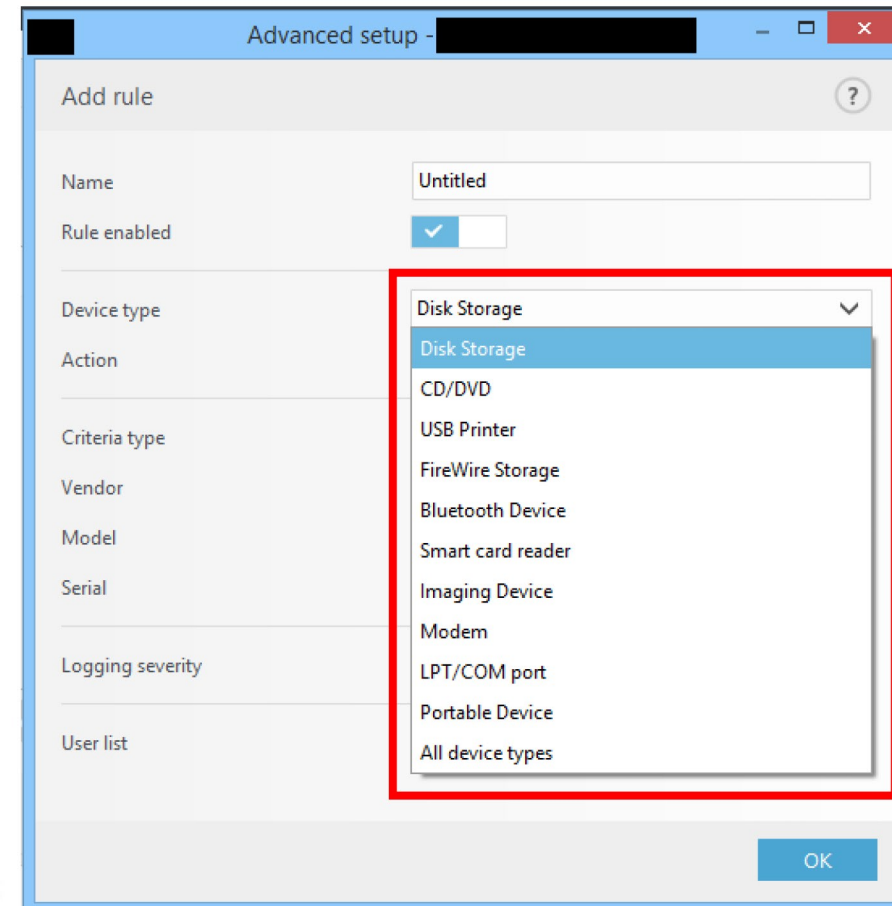 Advanced setup -
Add rule
?
Name
Untitled
Rule enabled
Device type
Disk Storage
Action
Disk Storage
CD/DVD
USB Printer
FireWire Storage
Bluetooth Device
Smart card reader
Imaging Device
Modem
LPT/COM port
Portable Device
All device types
Criteria type
Vendor
Model
Serial
Logging severity
User list
OK